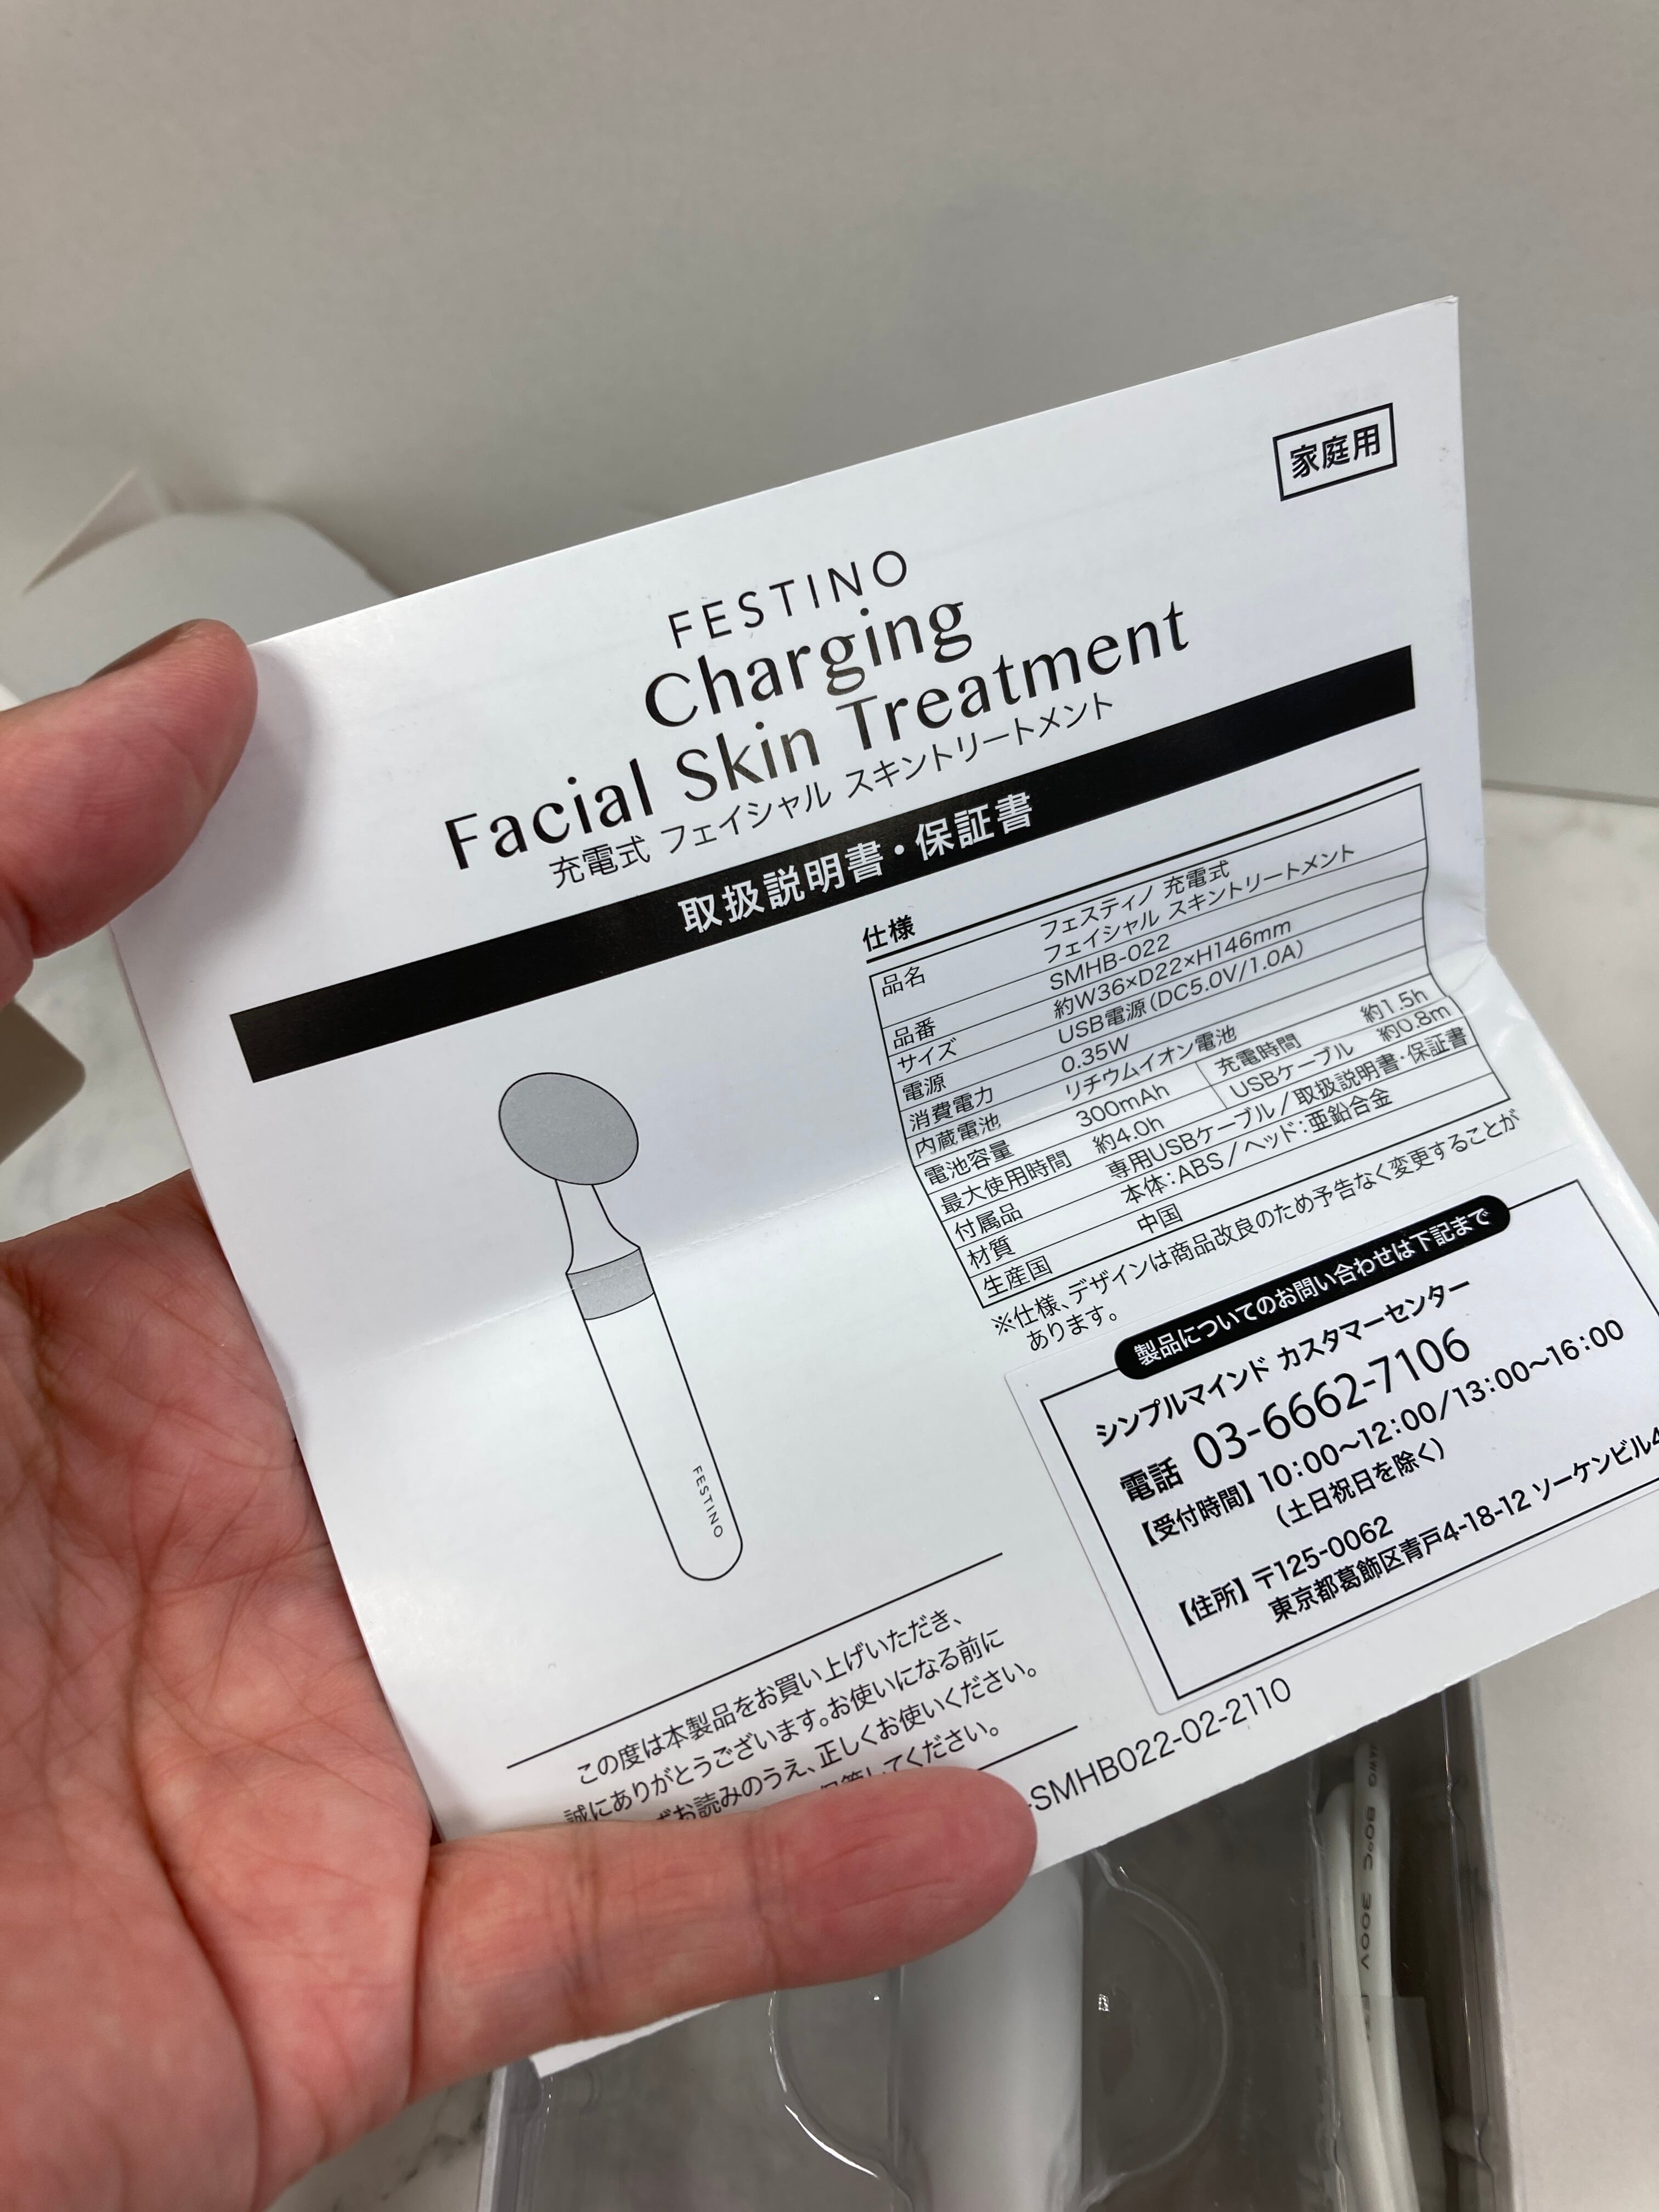 家庭用
FESTINO
Charging
Facial Skin Treatment
充電式 フェイシャル スキントリートメント
取扱説明書・保証書
仕様
品名 フェスティノ 充電式
フェイシャル スキントリートメント
品番 SMHB-022
サイズ 約W36×D22×H146mm
電源 USB電源(DC5.0V/1.0A)
消費電力 0.35W
内蔵電池 リチウムイオン電池
電池容量 300mAh 充電時間 約1.5h
最大使用時間 約4.0h USBケーブル 約0.8m
付属品 専用USBケーブル/取扱説明書・保証書
材質 本体:ABS/ヘッド:亜鉛合金
生産国 中国
※仕様、デザインは商品改良のため予告なく変更することが
あります。
FESTINO
製品についてのお問い合わせは下記まで
シンプルマインド カスタマーセンター
電話 03-6662-7106
【受付時間】10:00〜12:00/13:00〜16:00
(土日祝日を除く)
【住所】〒125-0062
東京都葛飾区青戸4-18-12 ソーケンビル4
この度は本製品をお買い上げいただき、
誠にありがとうございます。お使いになる前に
お読みのうえ、正しくお使いください。
してください。
-SMHB022-02-2110
80℃ 300V